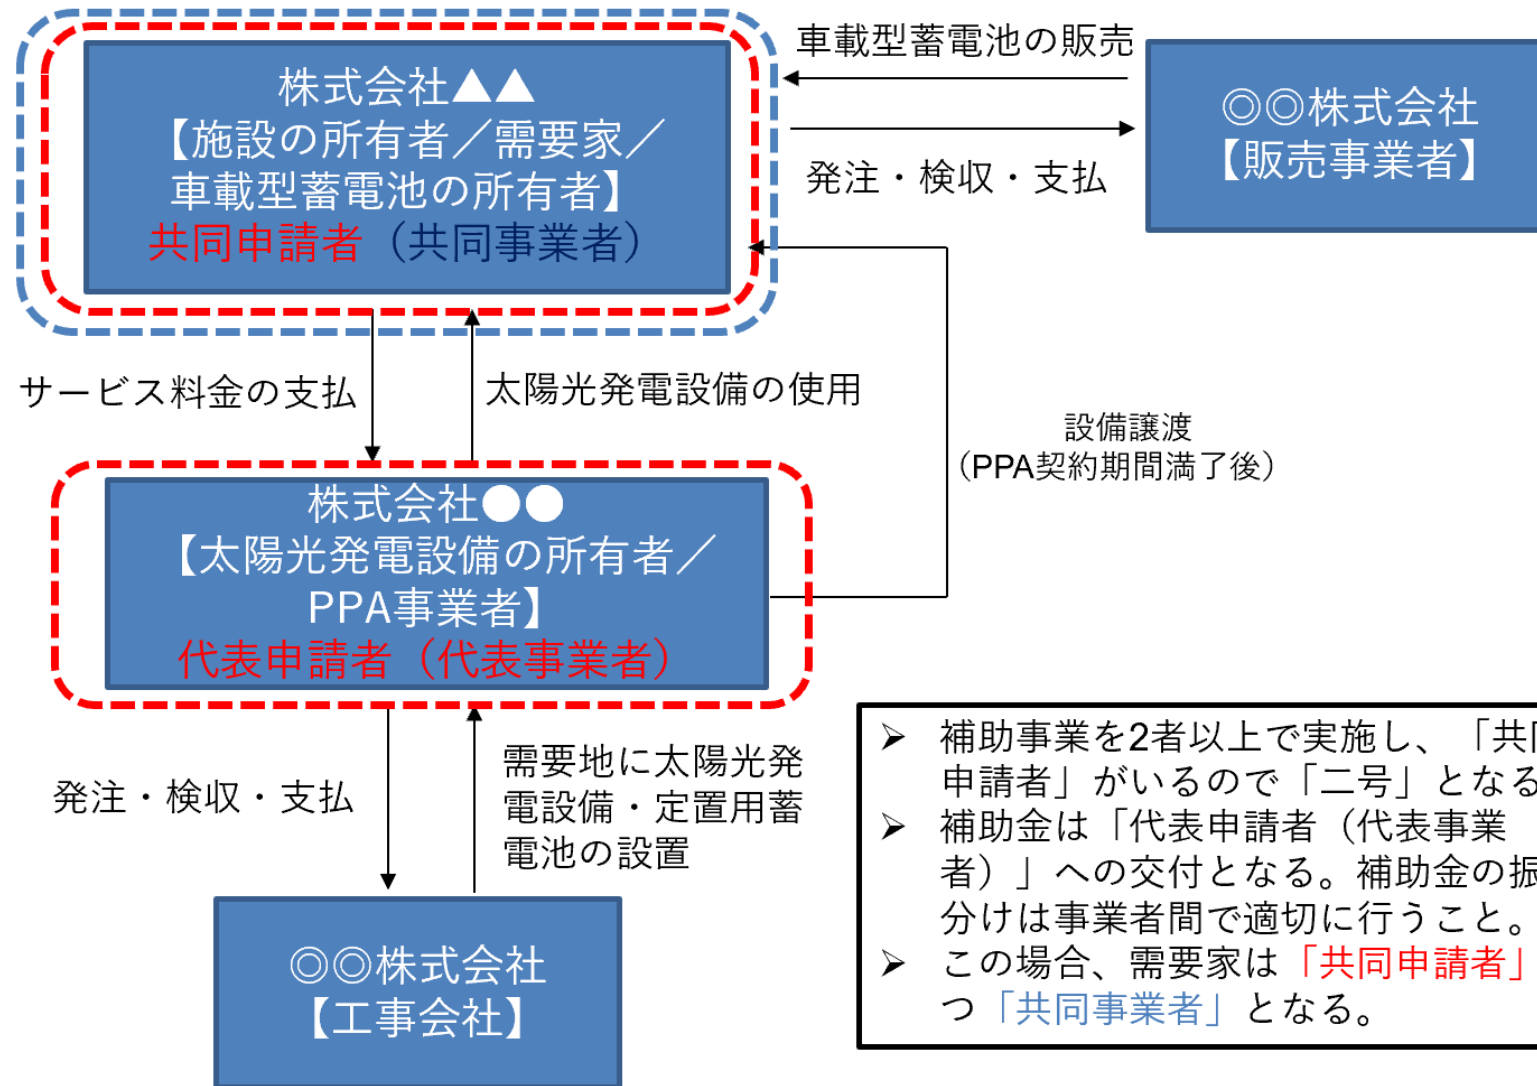 株式会社▲▲
【施設の所有者／需要家／
車載型蓄電池の所有者】
共同申請者（共同事業者）
車載型蓄電池の販売
発注・検収・支払
◎◎株式会社
【販売事業者】
サービス料金の支払
太陽光発電設備の使用
設備譲渡
（PPA契約期間満了後）
株式会社●●
【太陽光発電設備の所有者／
PPA事業者】
代表申請者（代表事業者）
発注・検収・支払
需要地に太陽光発
電設備・定置用蓄
電池の設置
◎◎株式会社
【工事会社】
➢ 補助事業を2者以上で実施し、「共同
申請者」がいるので「二号」となる
➢ 補助金は「代表申請者（代表事業
者）」への交付となる。補助金の振
分けは事業者間で適切に行うこと。
➢ この場合、需要家は「共同申請者」
つ「共同事業者」となる。